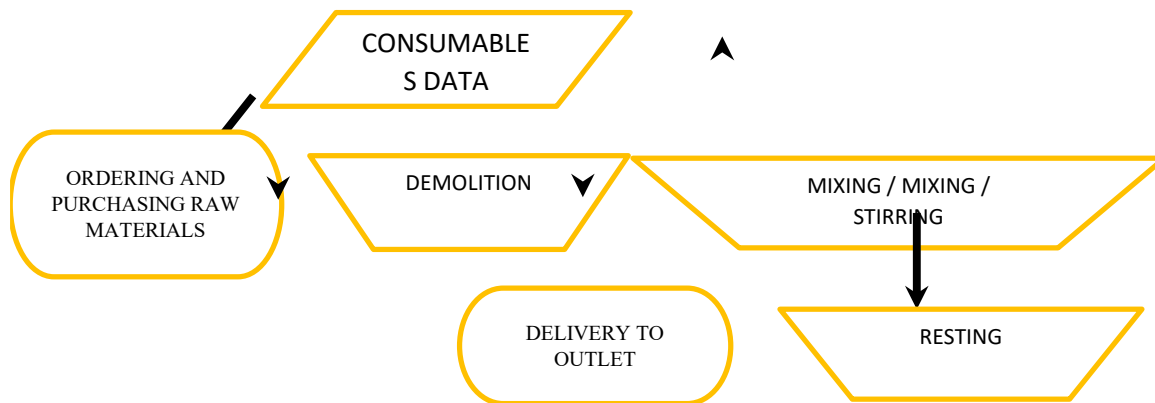 CONSUMABLE
S DATA
ORDERING AND
PURCHASING RAW
MATERIALS
DEMOLITION
MIXING / MIXING /
STIRRING
DELIVERY TO
OUTLET
RESTING